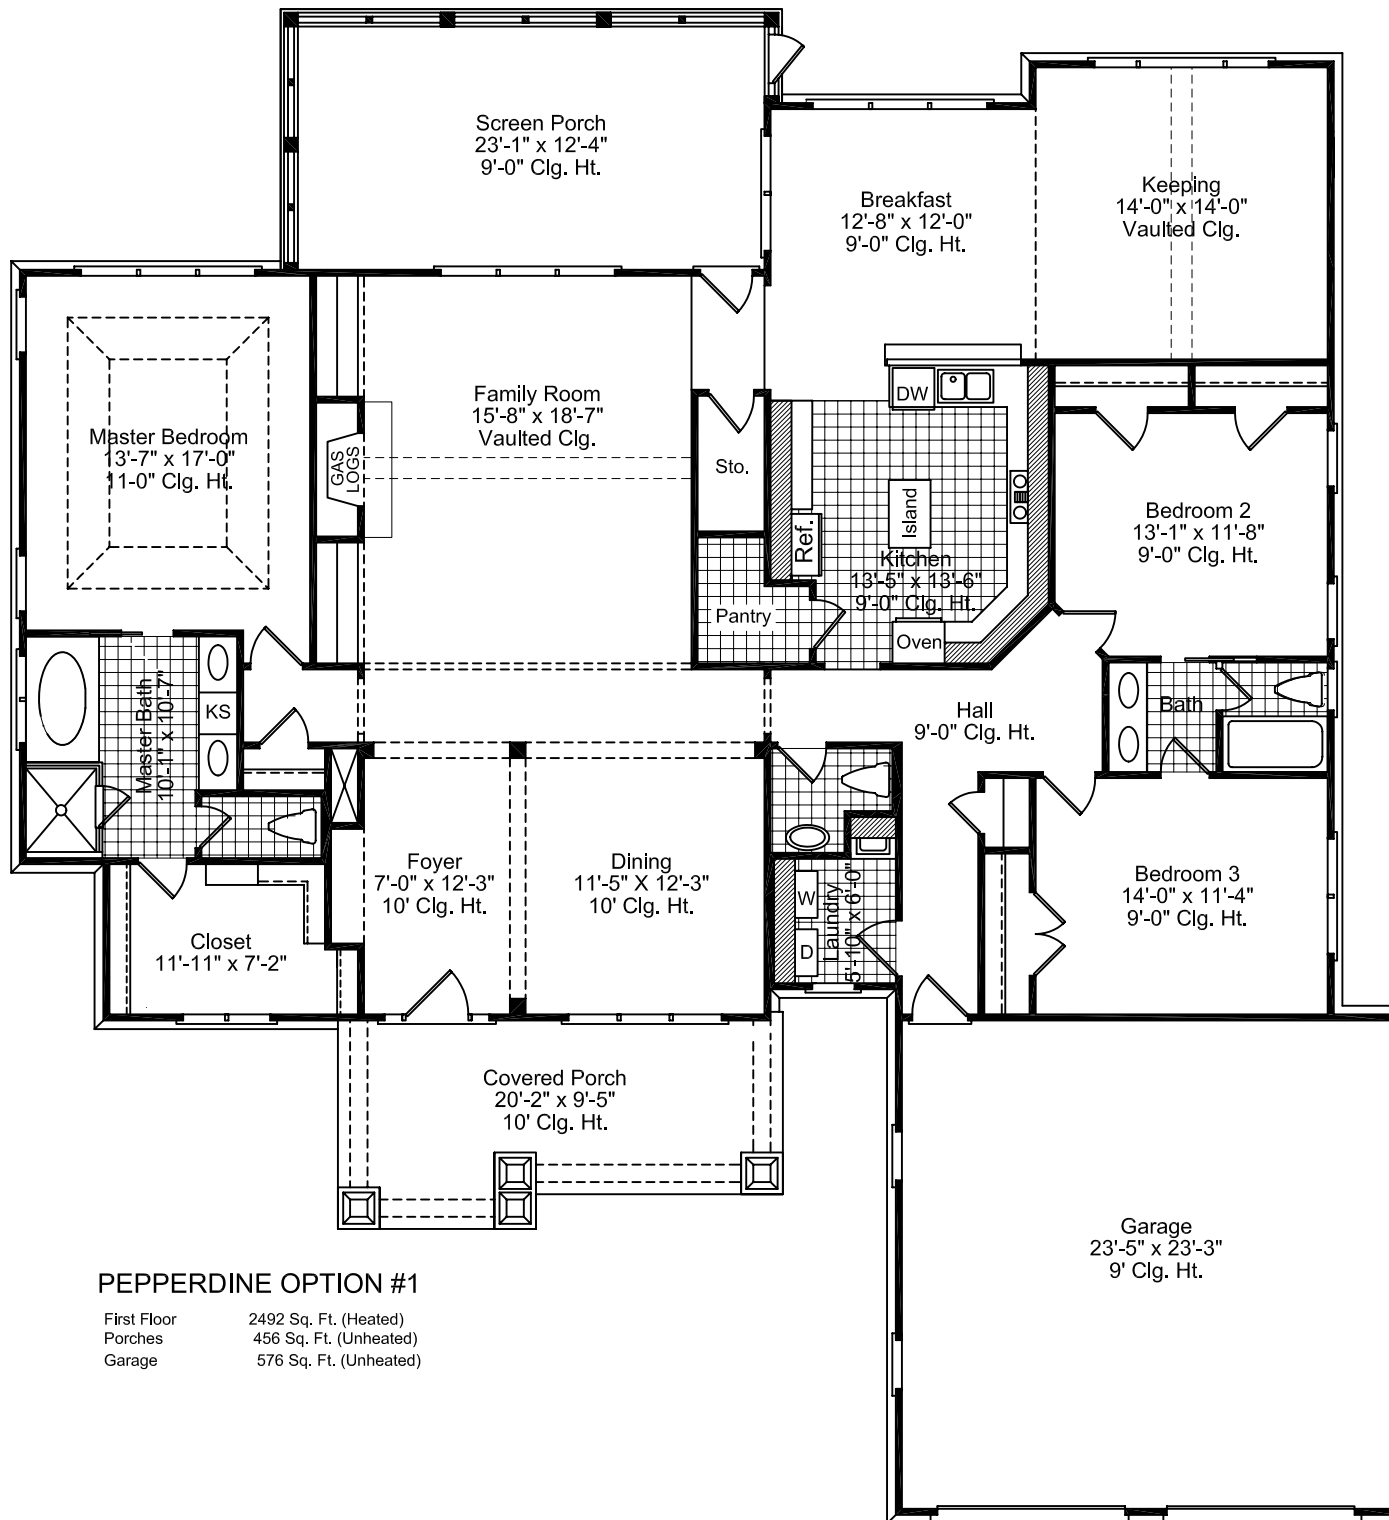 Screen Porch
23'-1" x 12'-4"
9'-0" Clg. Ht.
Breakfast
12'-8" x 12'-0"
9'-0" Clg. Ht.
Keeping
14'-0" x 14'-0"
Vaulted Clg.
Master Bedroom
13'-7" x 17'-0"
11-0" Clg. Ht.
GAS
LOGS
Family Room
15'-8" x 18'-7"
Vaulted Clg.
Sto.
DW
Ref.
Island
Kitchen
13'-5" x 13'-6"
9'-0" Clg. Ht.
Oven
Pantry
Bedroom 2
13'-1" x 11'-8"
9'-0" Clg. Ht.
Master Bath
10'-1" x 10'-7"
KS
Hall
9'-0" Clg. Ht.
Bath
Foyer
7'-0" x 12'-3"
10' Clg. Ht.
Dining
11'-5" X 12'-3"
10' Clg. Ht.
W
D
Laundry
5'-10" x 6'-0"
Bedroom 3
14'-0" x 11'-4"
9'-0" Clg. Ht.
Closet
11'-11" x 7'-2"
Covered Porch
20'-2" x 9'-5"
10' Clg. Ht.
Garage
23'-5" x 23'-3"
9' Clg. Ht.
PEPPERDINE OPTION #1
First Floor 2492 Sq. Ft. (Heated)
Porches 456 Sq. Ft. (Unheated)
Garage 576 Sq. Ft. (Unheated)